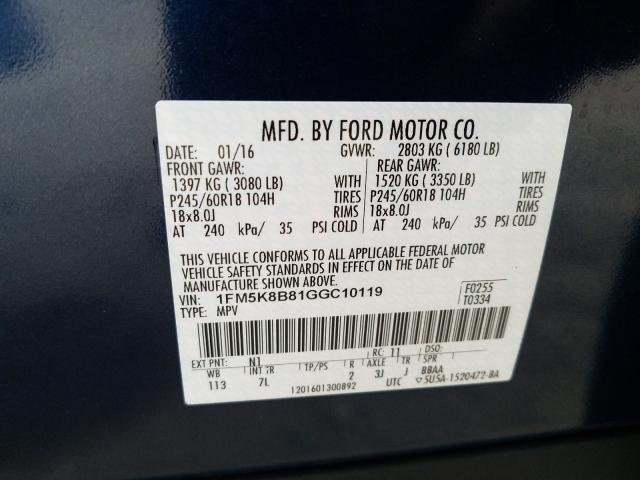 MFD. BY FORD MOTOR CO.
DATE: 01/16 GVWR: 2803 KG ( 6180 LB)
FRONT GAWR: REAR GAWR:
1397 KG ( 3080 LB) WITH 1520 KG ( 3350 LB) WITH
P245/60R18 104H TIRES P245/60R18 104H TIRES
18x8.0J RIMS 18x8.0J RIMS
AT 240 kPa/ 35 PSI COLD AT 240 kPa/ 35 PSI COLD
THIS VEHICLE CONFORMS TO ALL APPLICABLE FEDERAL MOTOR
VEHICLE SAFETY STANDARDS IN EFFECT ON THE DATE OF
MANUFACTURE SHOWN ABOVE.
VIN: 1FM5K8B81GGC10119 F0255
TYPE: MPV T0334
EXT PNT: N1 RC: 11 DSO:
WB INT TR TP/PS R AXLE TR SPR
113 7L 2 3J J BBAA
1201601300892 UTC 5U5A-1520472-BA